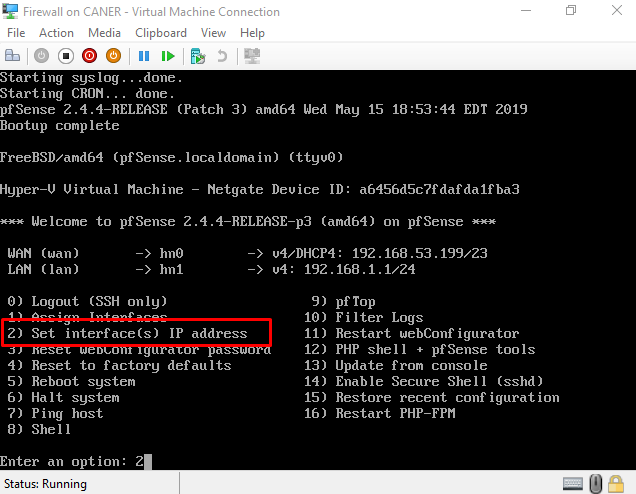 Firewall on CANER - Virtual Machine Connection
File Action Media Clipboard View Help
Starting syslog...done.
Starting CRON... done.
pfSense 2.4.4-RELEASE (Patch 3) amd64 Wed May 15 18:53:44 EDT 2019
Bootup complete
FreeBSD/amd64 (pfSense.localdomain) (ttyv0)
Hyper-V Virtual Machine - Netgate Device ID: a6456d5c7fdafda1fba3
*** Welcome to pfSense 2.4.4-RELEASE-p3 (amd64) on pfSense ***
WAN (wan) -> hn0 -> v4/DHCP4: 192.168.53.199/23
LAN (lan) -> hn1 -> v4: 192.168.1.1/24
0) Logout (SSH only) 9) pfTop
1) Assign Interfaces 10) Filter Logs
2) Set interface(s) IP address 11) Restart webConfigurator
3) Reset webConfigurator password 12) PHP shell + pfSense tools
4) Reset to factory defaults 13) Update from console
5) Reboot system 14) Enable Secure Shell (sshd)
6) Halt system 15) Restore recent configuration
7) Ping host 16) Restart PHP-FPM
8) Shell
Enter an option: 2
Status: Running